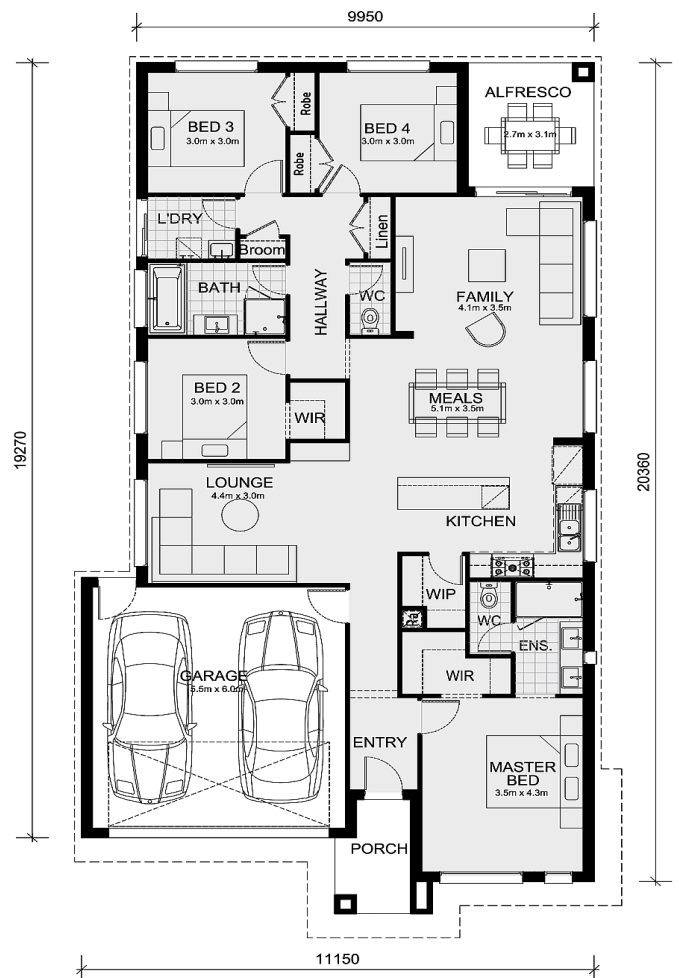 9950
ALFRESCO
2.7m x 3.1m
BED 3
3.0m x 3.0m
Robe
BED 4
3.0m x 3.0m
Robe
L'DRY
Broom
Linen
BATH
HALLWAY
WC
FAMILY
4.1m x 3.5m
BED 2
3.0m x 3.0m
WIR
MEALS
5.1m x 3.5m
19270
20360
LOUNGE
4.4m x 3.0m
KITCHEN
WIP
WC
ENS.
WIR
GARAGE
5.5m x 6.0m
ENTRY
MASTER
BED
3.5m x 4.3m
PORCH
11150